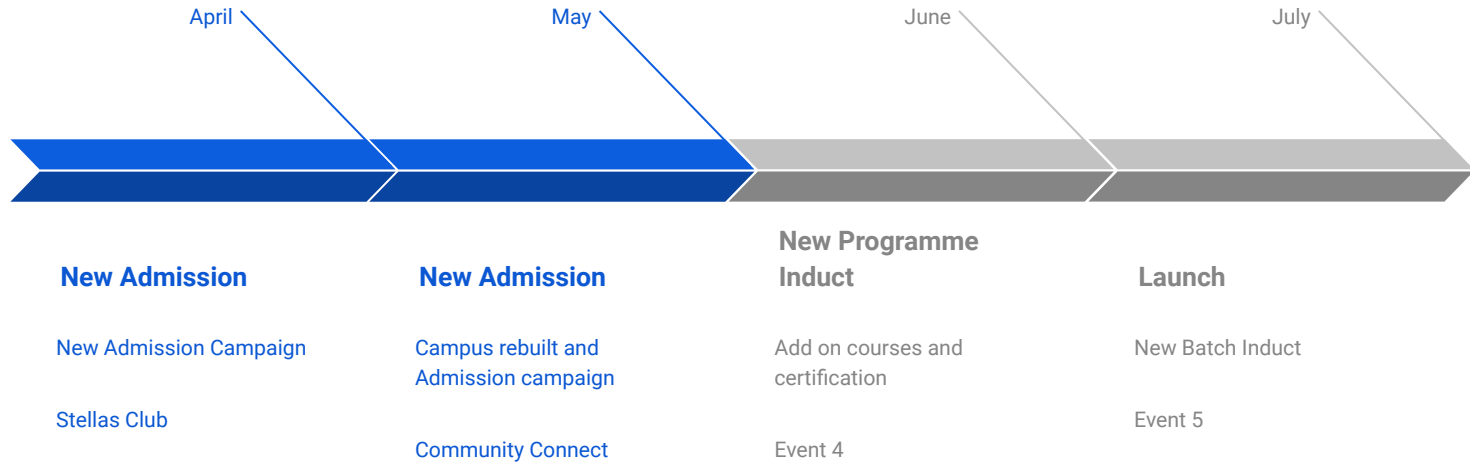 April
May
June
July
New Admission
New Admission
New Programme
Induct
Launch
New Admission Campaign
Stellas Club
Campus rebuilt and
Admission campaign
Community Connect
Add on courses and
certification
Event 4
New Batch Induct
Event 5